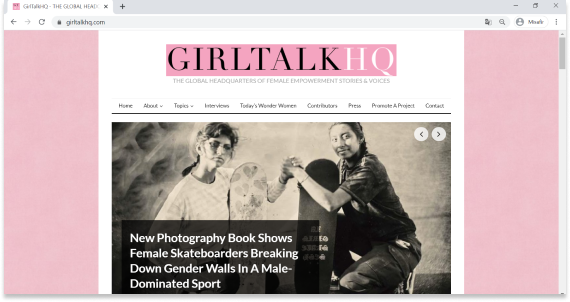 GirlTalkHQ - THE GLOBAL HEAD
girltalkhq.com
Misafir
GIRLTALKHQ
THE GLOBAL HEADQUARTERS OF FEMALE EMPOWERMENT STORIES & VOICES
Home About Topics Interviews Today's Wonder Women Contributors Press Promote A Project Contact
New Photography Book Shows
Female Skateboarders Breaking
Down Gender Walls In A Male-
Dominated Sport